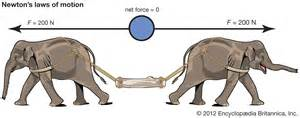 Newton's laws of motion
net force = 0
F = 200 N
F = 200 N
© 2012 Encyclopædia Britannica, Inc.